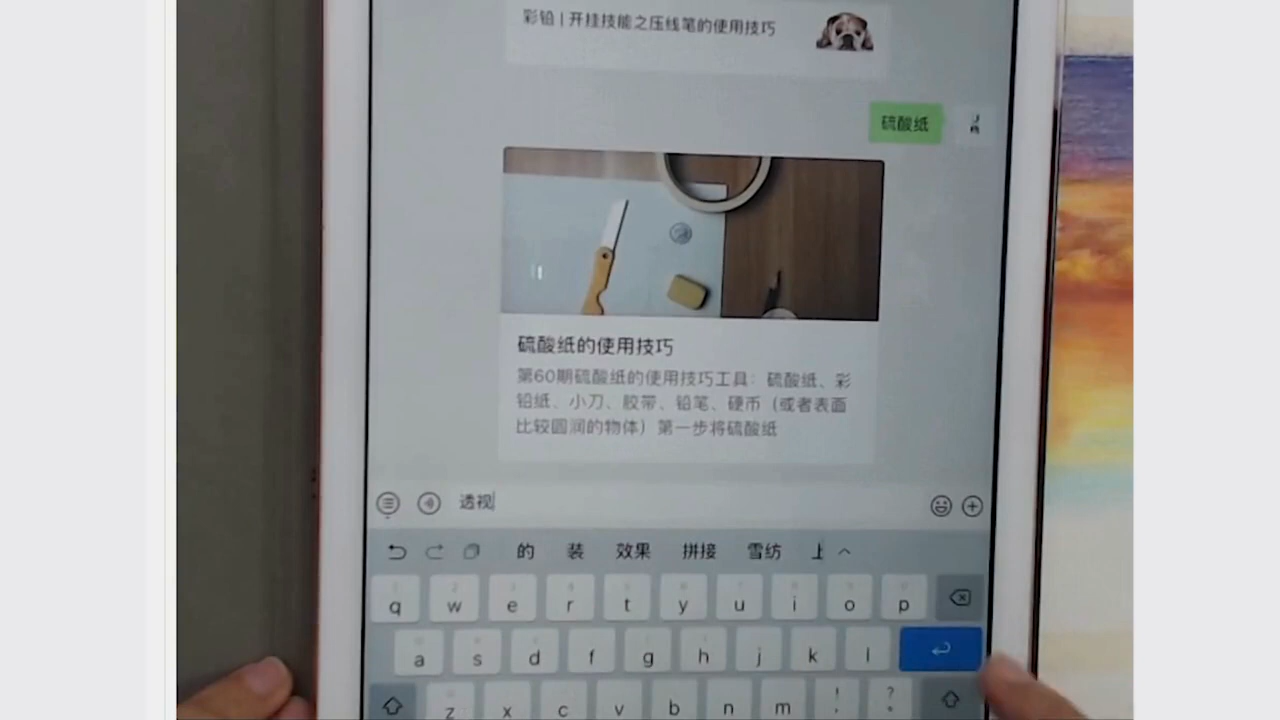 彩铅 | 开挂技能之压线笔的使用技巧
硫酸纸
硫酸纸的使用技巧
第60期硫酸纸的使用技巧工具：硫酸纸、彩
铅纸、小刀、胶带、铅笔、硬币（或者表面
比较圆润的物体）第一步将硫酸纸
透视
的 装 效果 拼接 雪纺 上
q w e r t y u i o p
a s d f g h j k l
z x c v b n m ! ?